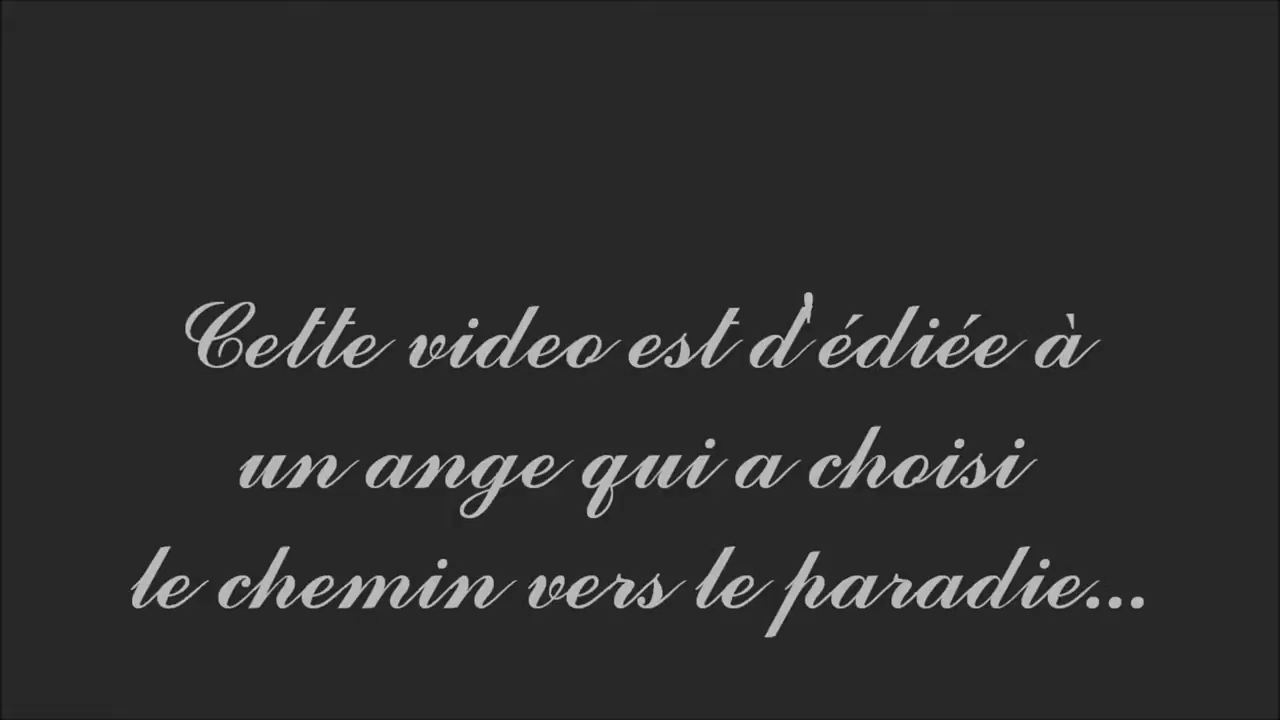 Cette video est d'édiée à
un ange qui a choisi
le chemin vers le paradie...